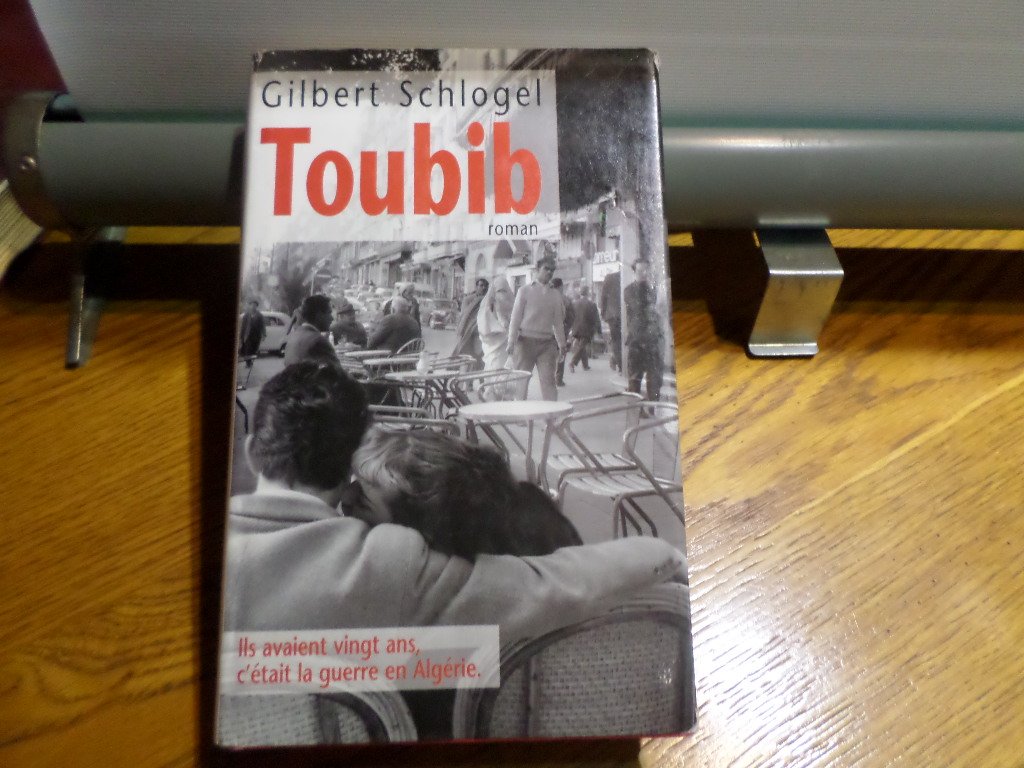 Gilbert Schlogel
Toubib
roman
Ils avaient vingt ans,
c'était la guerre en Algérie.